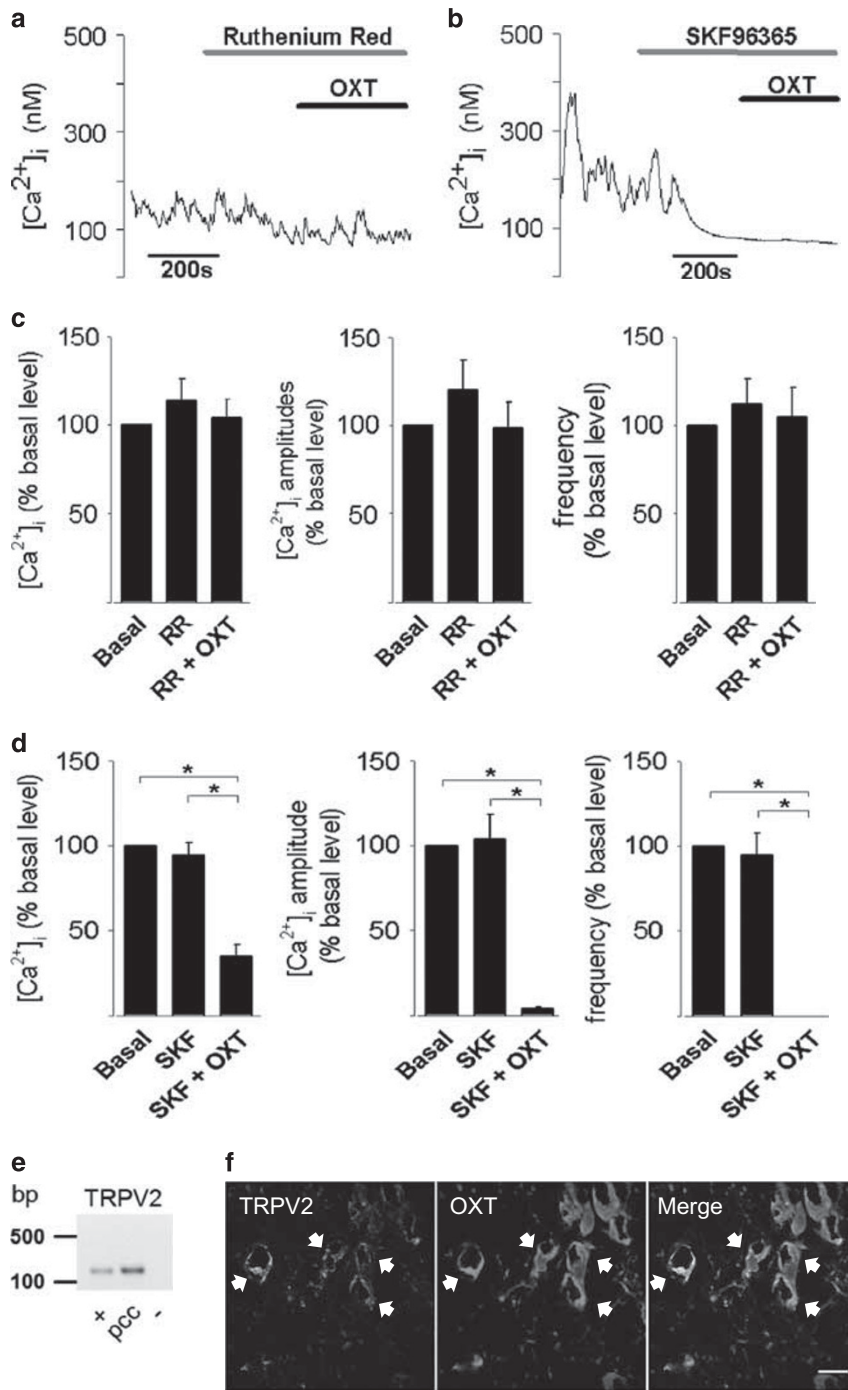 a
500
300
100
[Ca2+]i (nM)
Ruthenium Red
OXT
200s
b
500
300
100
[Ca2+]i (nM)
SKF96365
OXT
200s
c
150
100
50
[Ca2+]i (% basal level)
Basal
RR
RR + OXT
150
100
50
[Ca2+]i amplitudes
(% basal level)
Basal
RR
RR + OXT
150
100
50
frequency
(% basal level)
Basal
RR
RR + OXT
d
150
100
50
[Ca2+]i (% basal level)
*
*
Basal
SKF
SKF + OXT
150
100
50
[Ca2+]i amplitude
(% basal level)
*
*
Basal
SKF
SKF + OXT
150
100
50
frequency (% basal level)
*
*
Basal
SKF
SKF + OXT
e
bp
TRPV2
500
100
+
pcc
-
f
TRPV2
OXT
Merge